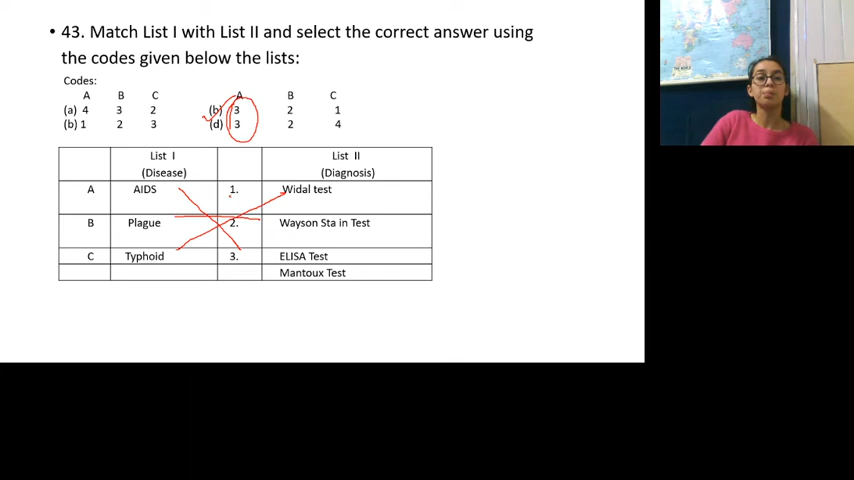 • 43. Match List I with List II and select the correct answer using
the codes given below the lists:
Codes:
A B C A B C
(a) 4 3 2 (b) 3 2 1
(b) 1 2 3 (d) 3 2 4
List I List II
(Disease) (Diagnosis)
A AIDS 1. Widal test
B Plague 2. Wayson Sta in Test
C Typhoid 3. ELISA Test
Mantoux Test
THE WORLD